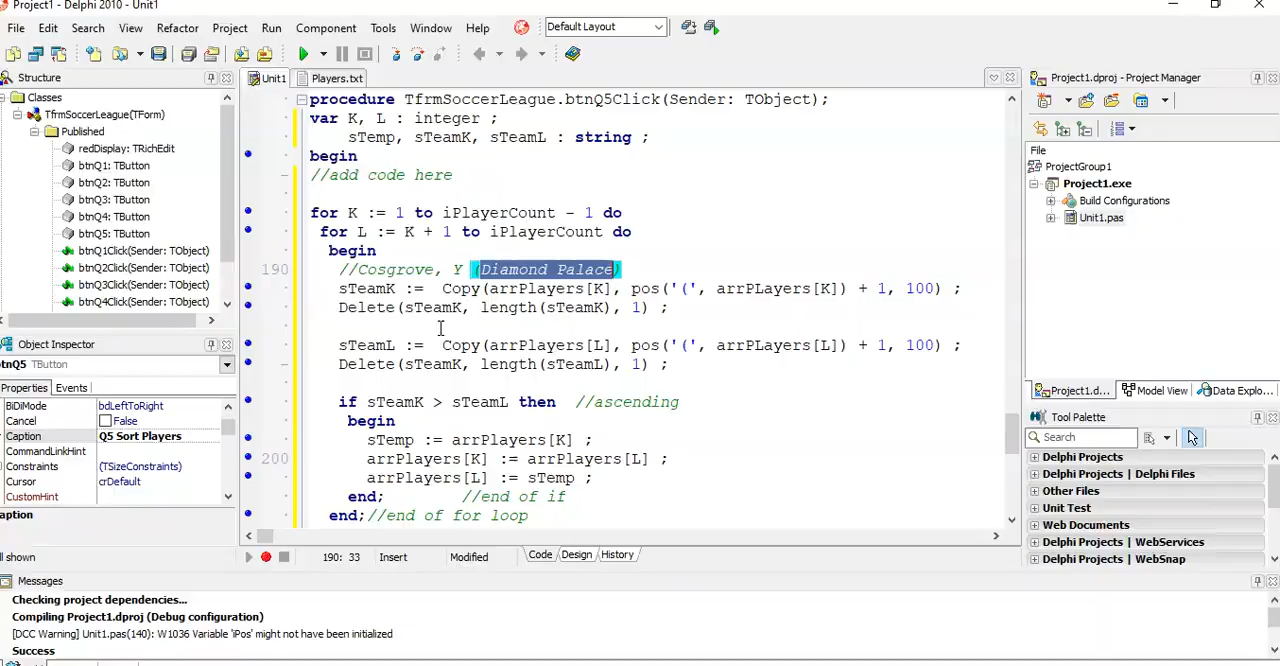 Project1 - Delphi 2010 - Unit1
File Edit Search View Refactor Project Run Component Tools Window Help Default Layout
Structure
Classes
TfrmSoccerLeague(TForm)
Published
redDisplay: TRichEdit
btnQ1: TButton
btnQ2: TButton
btnQ3: TButton
btnQ4: TButton
btnQ5: TButton
btnQ1Click(Sender: TObject)
btnQ2Click(Sender: TObject)
btnQ3Click(Sender: TObject)
btnQ4Click(Sender: TObject)
Object Inspector
btnQ5 TButton
Properties Events
BiDiMode bdLeftToRight
Cancel False
Caption Q5 Sort Players
CommandLinkHint
Constraints (TSizeConstraints)
Cursor crDefault
CustomHint
aption
ll shown
Unit1 Players.txt
procedure TfrmSoccerLeague.btnQ5Click(Sender: TObject);
var K, L : integer ;
sTemp, sTeamK, sTeamL : string ;
begin
//add code here
for K := 1 to iPlayerCount - 1 do
for L := K + 1 to iPlayerCount do
begin
190 //Cosgrove, Y (Diamond Palace)
sTeamK := Copy(arrPlayers[K], pos('(', arrPLayers[K]) + 1, 100) ;
Delete(sTeamK, length(sTeamK), 1) ;
sTeamL := Copy(arrPlayers[L], pos('(', arrPLayers[L]) + 1, 100) ;
Delete(sTeamK, length(sTeamL), 1) ;
if sTeamK > sTeamL then //ascending
begin
sTemp := arrPlayers[K] ;
200 arrPlayers[K] := arrPlayers[L] ;
arrPlayers[L] := sTemp ;
end; //end of if
end;//end of for loop
190: 33 Insert Modified Code Design History
Project1.dproj - Project Manager
File
ProjectGroup1
Project1.exe
Build Configurations
Unit1.pas
Project1.d... Model View Data Explo...
Tool Palette
Search
Delphi Projects
Delphi Projects | Delphi Files
Other Files
Unit Test
Web Documents
Delphi Projects | WebServices
Delphi Projects | WebSnap
Messages
Checking project dependencies...
Compiling Project1.dproj (Debug configuration)
[DCC Warning] Unit1.pas(140): W1036 Variable 'iPos' might not have been initialized
Success